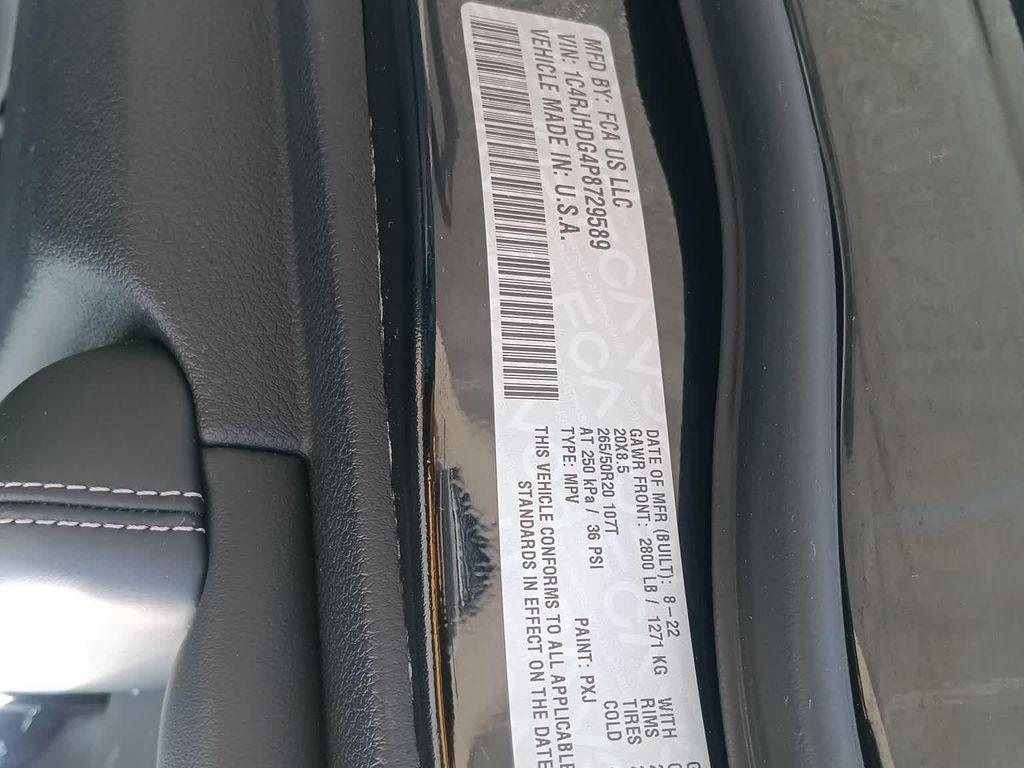 MFD BY: FCA US LLC
VIN: 1C4RJHDG4P8729589
VEHICLE MADE IN: U.S.A.
DATE OF MFR (BUILT): 8-22
GAWR FRONT: 2800 LB / 1271 KG WITH
20X8.5 RIMS
265/50R20 107T TIRES
AT 250 kPa / 36 PSI COLD
TYPE: MPV PAINT: PXJ
THIS VEHICLE CONFORMS TO ALL APPLICABLE
STANDARDS IN EFFECT ON THE DATE
FCA